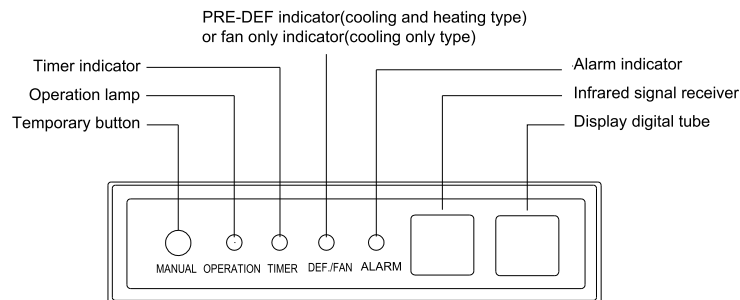 PRE-DEF indicator(cooling and heating type)
or fan only indicator(cooling only type)
Timer indicator
Alarm indicator
Operation lamp
Infrared signal receiver
Temporary button
Display digital tube
MANUAL OPERATION TIMER DEF./FAN ALARM